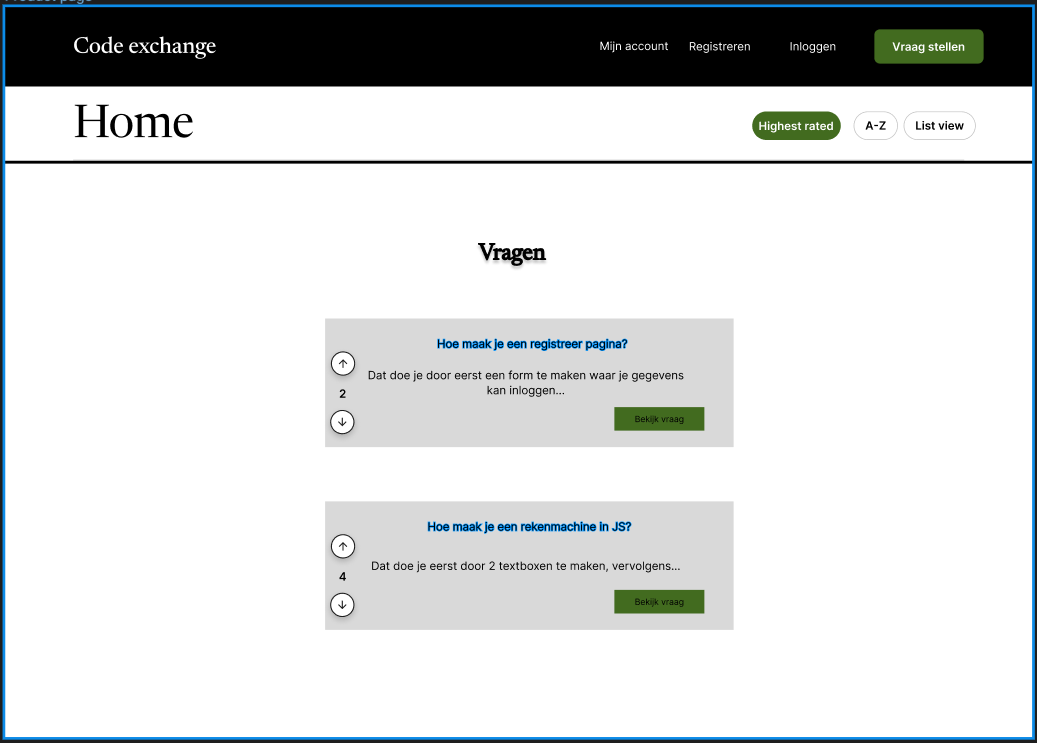 Product page
Code exchange
Mijn account
Registreren
Inloggen
Vraag stellen
Home
Highest rated
A-Z
List view
Vragen
Hoe maak je een registreer pagina?
Dat doe je door eerst een form te maken waar je gegevens
kan inloggen...
2
Bekijk vraag
Hoe maak je een rekenmachine in JS?
Dat doe je eerst door 2 textboxen te maken, vervolgens...
4
Bekijk vraag